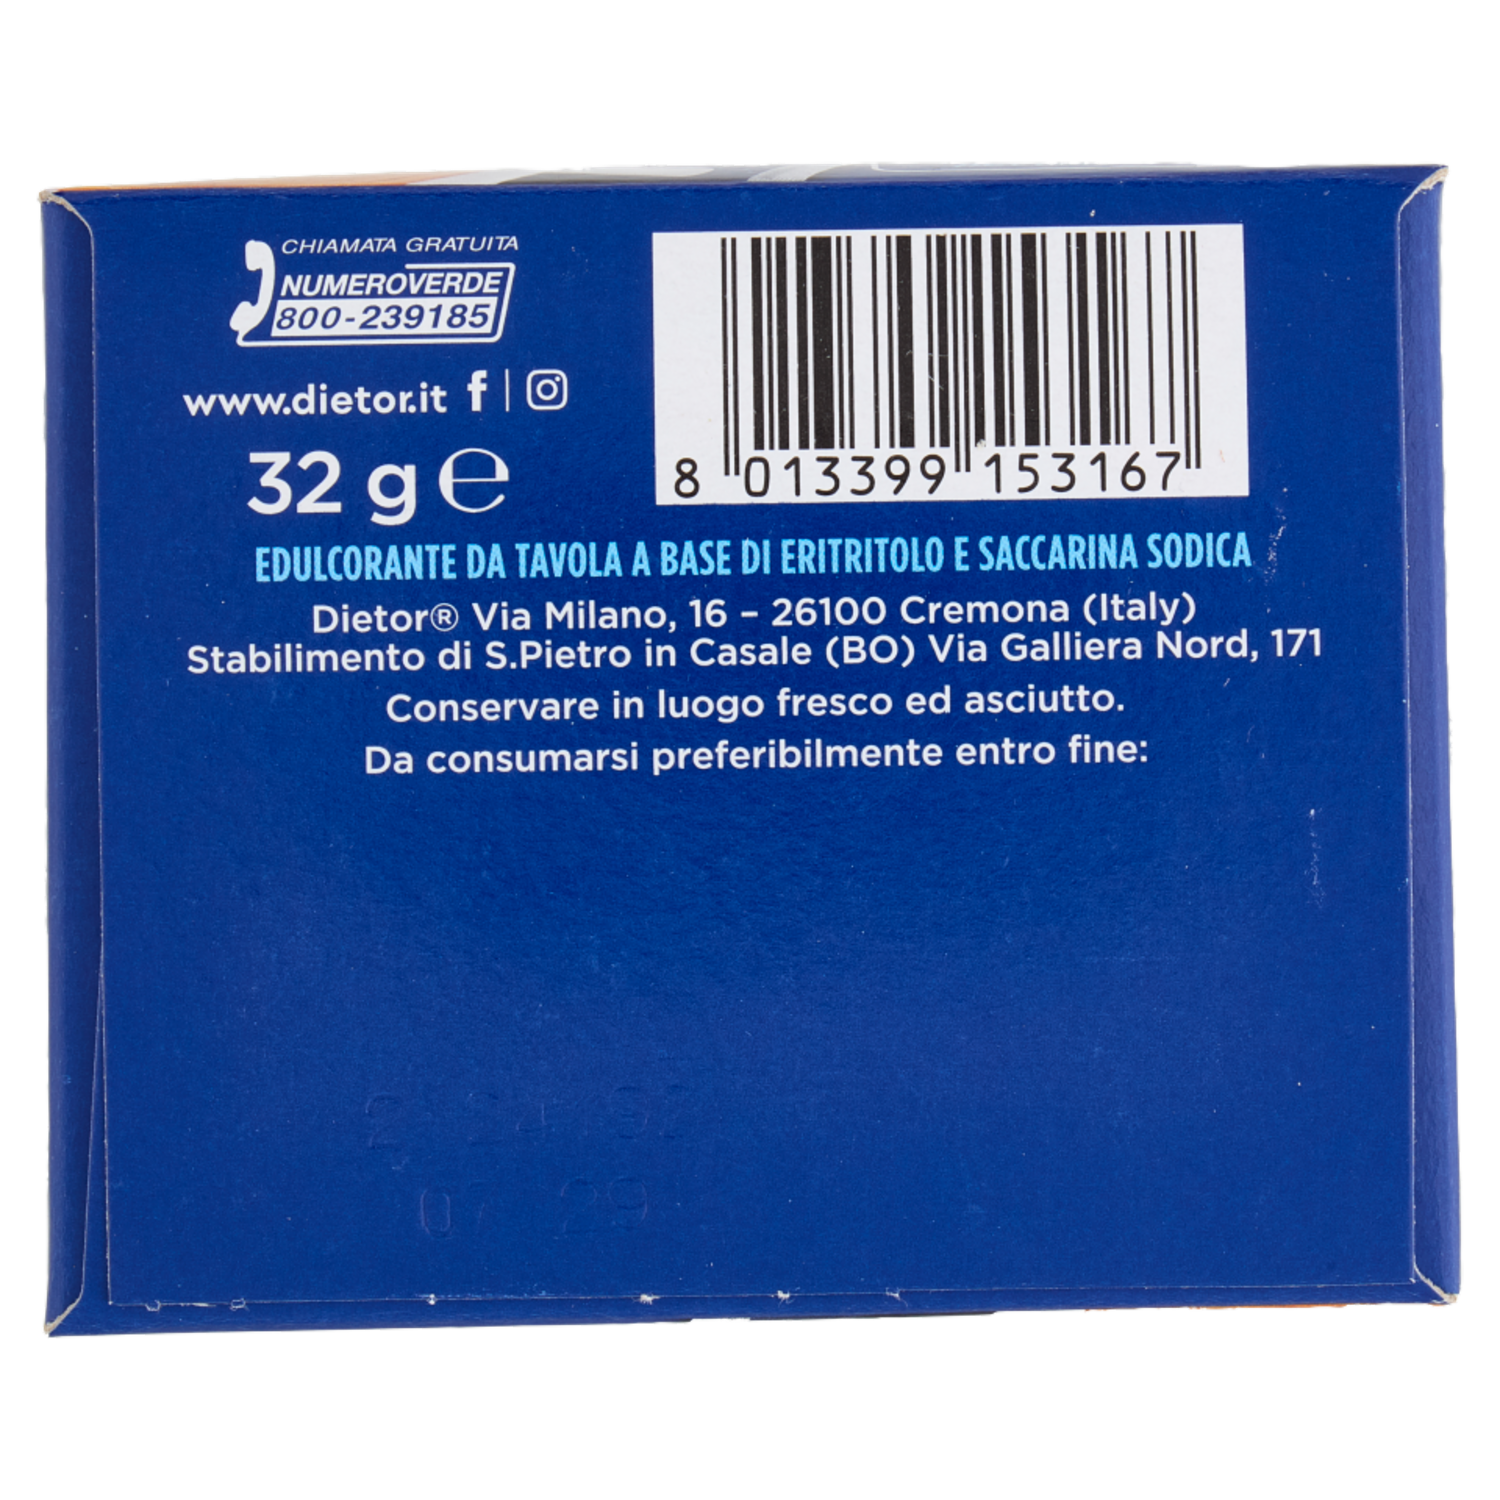 CHIAMATA GRATUITA
NUMEROVERDE
800-239185
www.dietor.it
32 g ℮
8 013399 153167
EDULCORANTE DA TAVOLA A BASE DI ERITRITOLO E SACCARINA SODICA
Dietor® Via Milano, 16 – 26100 Cremona (Italy)
Stabilimento di S.Pietro in Casale (BO) Via Galliera Nord, 171
Conservare in luogo fresco ed asciutto.
Da consumarsi preferibilmente entro fine: